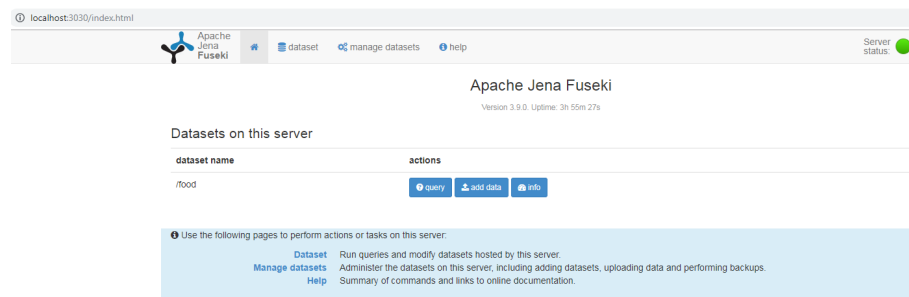 localhost:3030/index.html
Apache
Jena
Fuseki
dataset
manage datasets
help
Server
status:
Apache Jena Fuseki
Version 3.9.0. Uptime: 3h 55m 27s
Datasets on this server
dataset name actions
/food query add data info
Use the following pages to perform actions or tasks on this server:
Dataset Run queries and modify datasets hosted by this server.
Manage datasets Administer the datasets on this server, including adding datasets, uploading data and performing backups.
Help Summary of commands and links to online documentation.